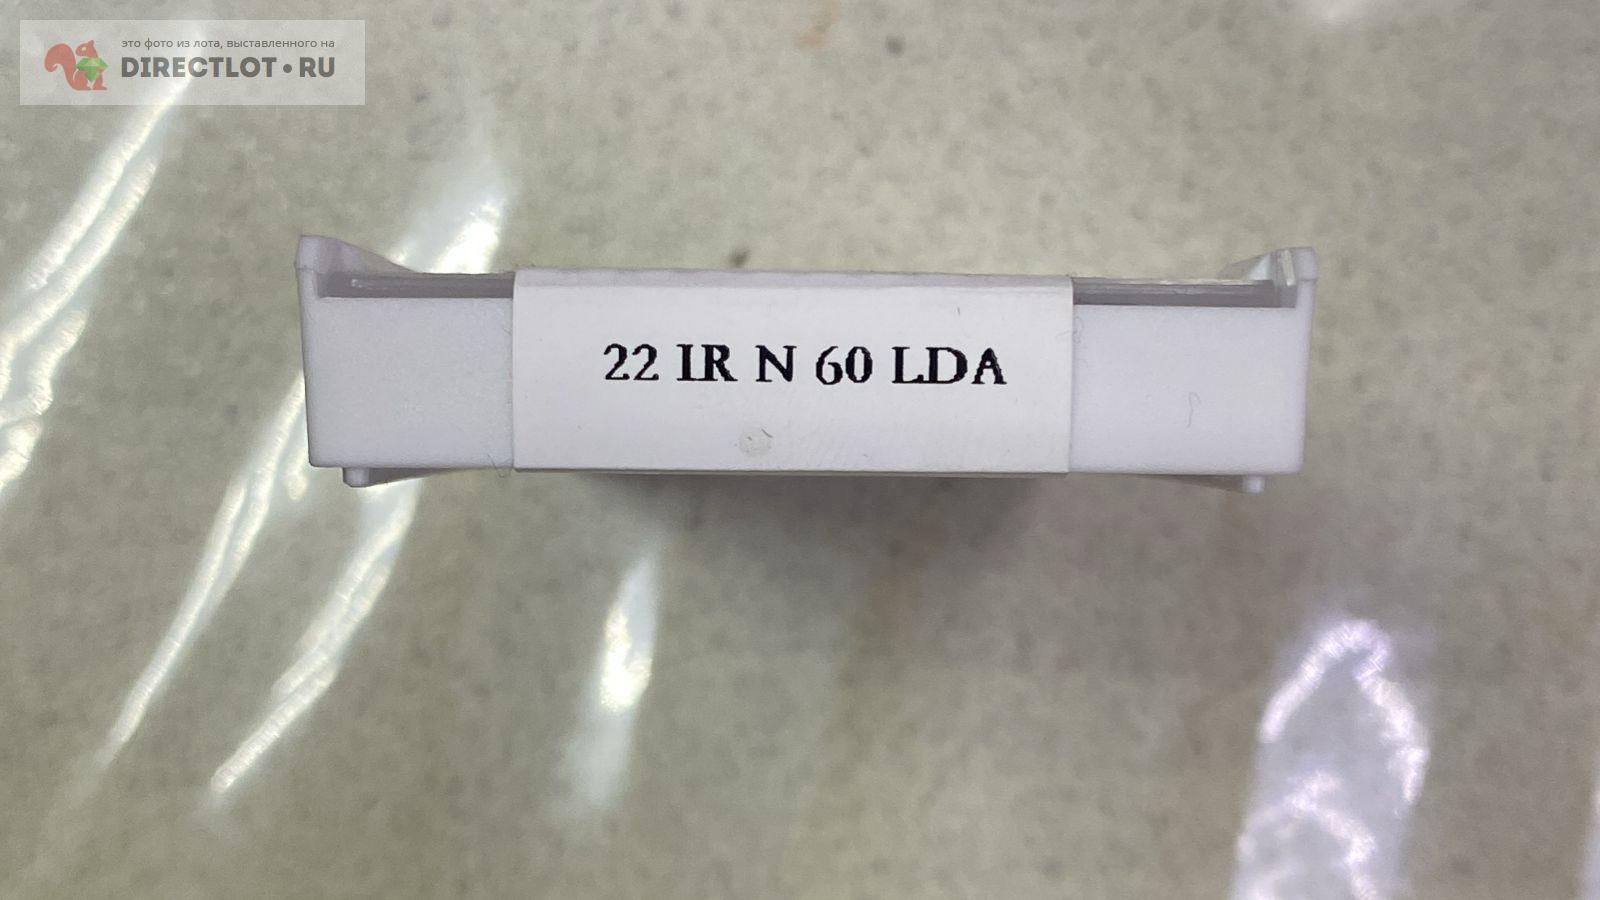 это фото из лота, выставленного на
DIRECTLOT•RU
22 IR N 60 LDA